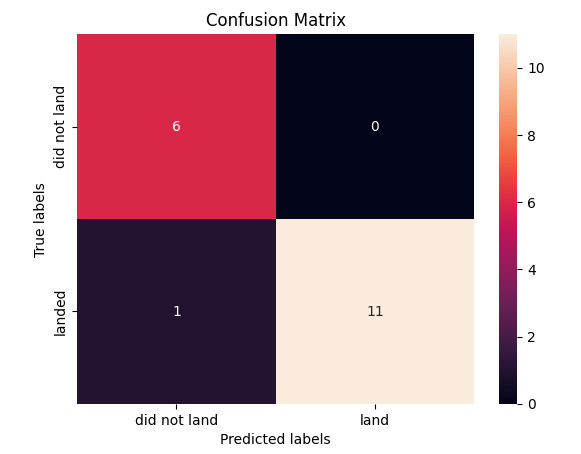 Confusion Matrix
True labels
did not land
landed
6
0
1
11
did not land
land
Predicted labels
10
8
6
4
2
0